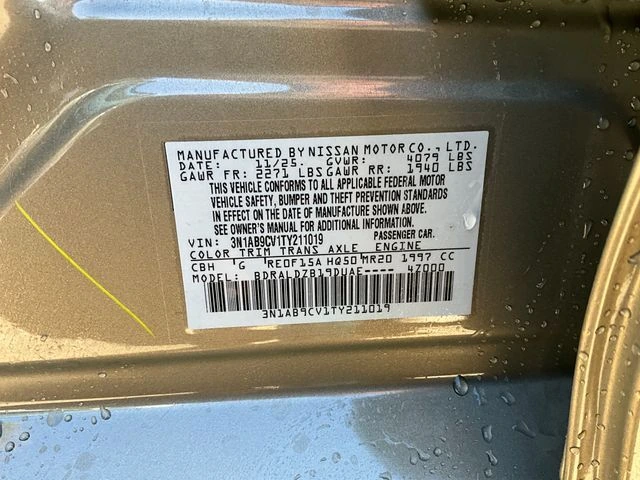 MANUFACTURED BY NISSAN MOTOR CO., LTD.
DATE: 11/25. GVWR: 4079 LBS
GAWR FR: 2271 LBS GAWR RR: 1940 LBS
THIS VEHICLE CONFORMS TO ALL APPLICABLE FEDERAL MOTOR
VEHICLE SAFETY, BUMPER AND THEFT PREVENTION STANDARDS
IN EFFECT ON THE DATE OF MANUFACTURE SHOWN ABOVE.
SEE OWNER'S MANUAL FOR ADDITIONAL INFORMATION
VIN: 3N1AB9CV1TY211019 PASSENGER CAR.
COLOR TRIM TRANS AXLE ENGINE
CBH G RE0F15A HQ50 MR20 1997 CC
MODEL: BDRALDZB19DUAE---- 47000
3N1AB9CV1TY211019